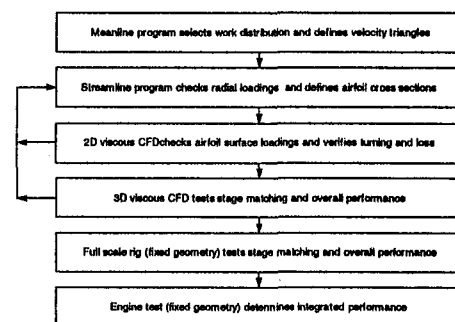 Meanline program selects work distribution and defines velocity triangles
Streamline program checks radial loadings and defines airfoil cross sections
2D viscous CFDchecks airfoil surface loadings and verifies turning and loss
3D viscous CFD tests stage matching and overall performance
Full scale rig (fixed geometry) tests stage matching and overall performance
Engine test (fixed geometry) determines integrated performance